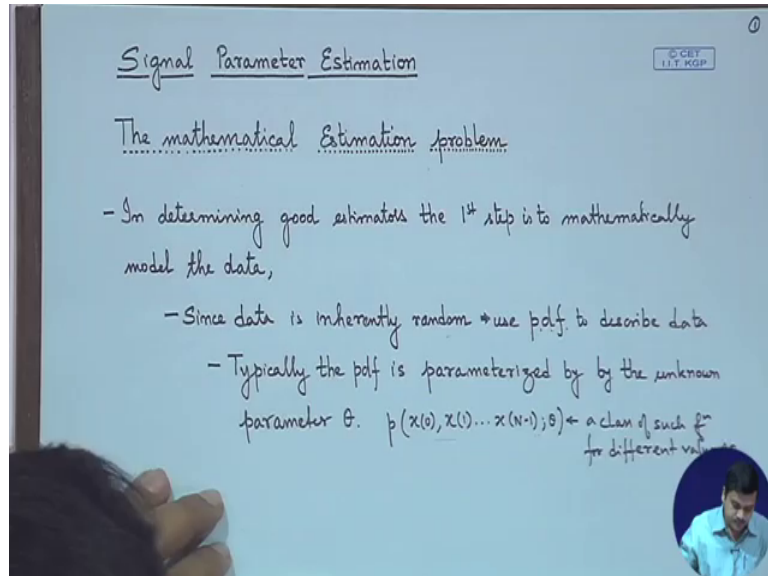 ①
Signal Parameter Estimation
© CET
I.I.T. KGP
The mathematical Estimation problem
- In determining good estimators the 1st step is to mathematically
model the data,
- Since data is inherently random → use pdf. to describe data
- Typically the pdf is parameterized by by the unknown
parameter θ. p(x(0), x(1)... x(N-1); θ) ← a class of such fⁿ
for different